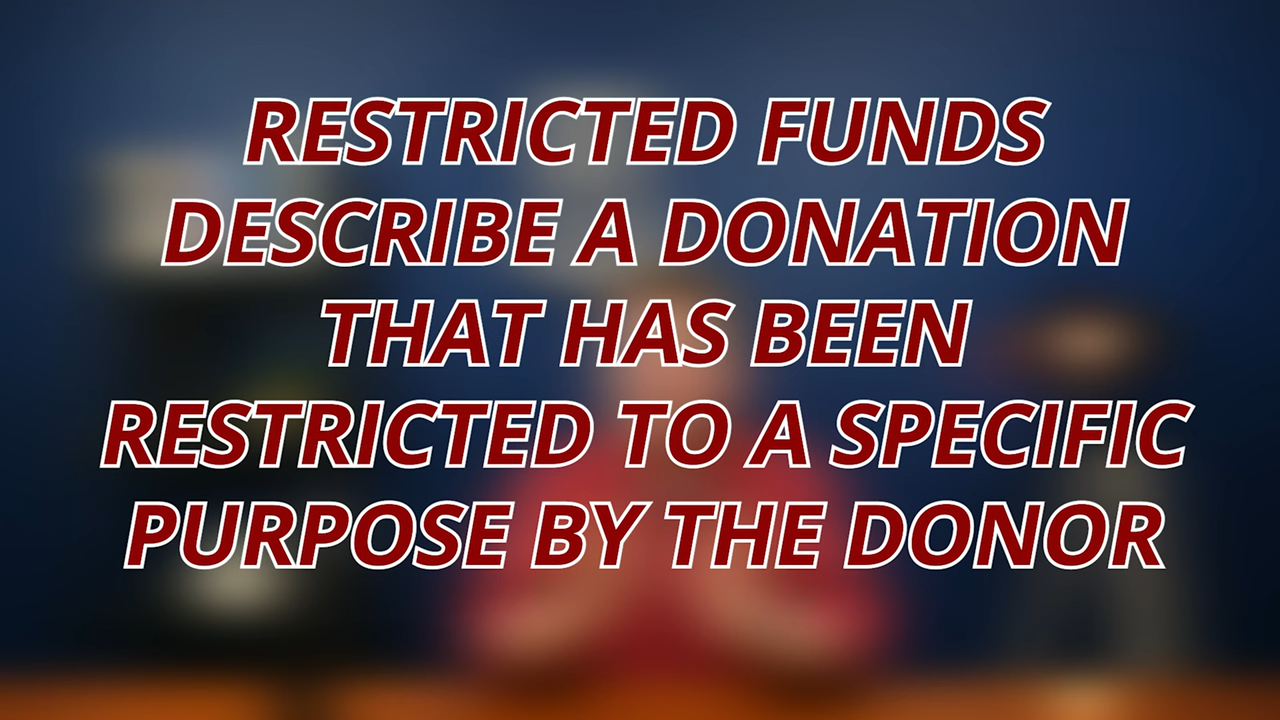 RESTRICTED FUNDS
DESCRIBE A DONATION
THAT HAS BEEN
RESTRICTED TO A SPECIFIC
PURPOSE BY THE DONOR